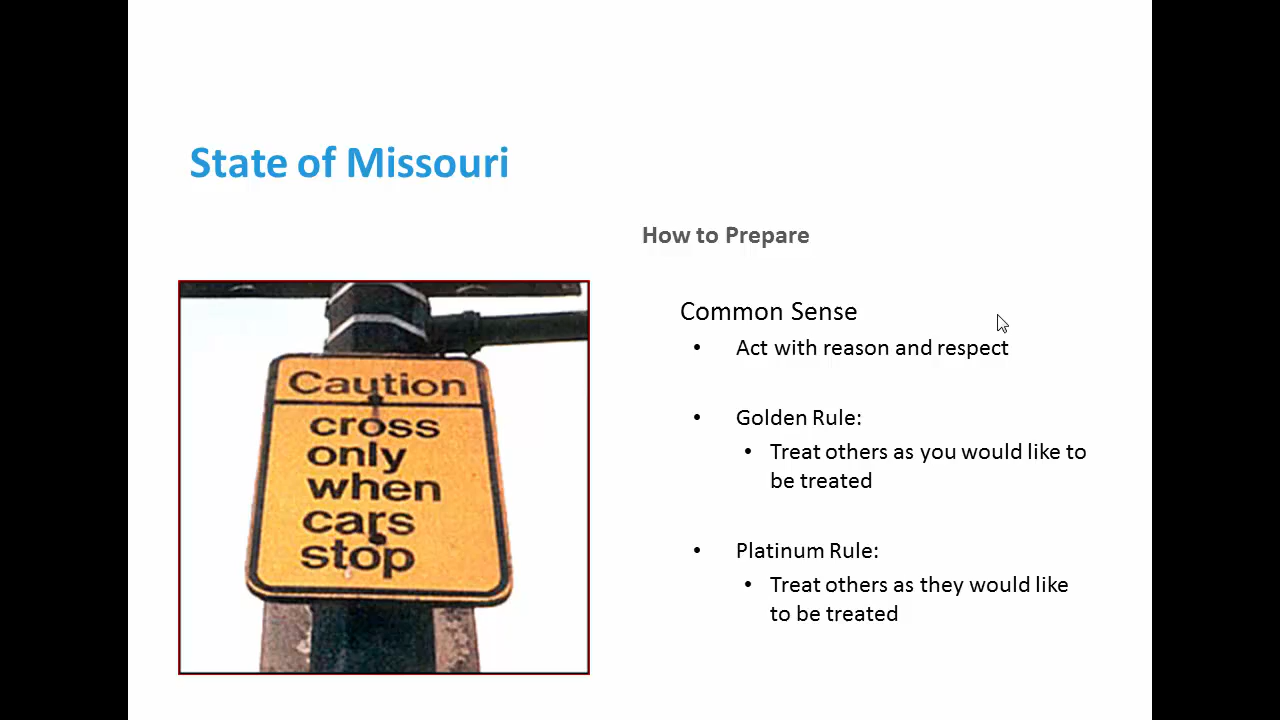 State of Missouri
How to Prepare
Caution
cross
only
when
cars
stop
Common Sense
• Act with reason and respect
• Golden Rule:
• Treat others as you would like to
be treated
• Platinum Rule:
• Treat others as they would like
to be treated